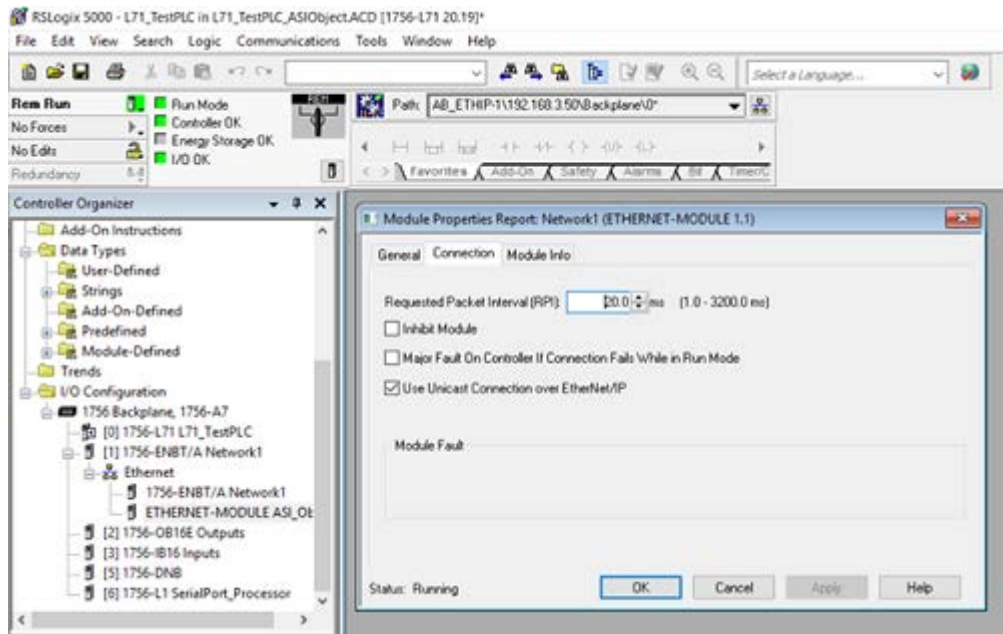 RSLogix 5000 - L71_TestPLC in L71_TestPLC_ASIObject.ACD [1756-L71 20.19]*
File Edit View Search Logic Communications Tools Window Help
Select a Language...
Rem Run
Run Mode
No Forces
Controller OK
Energy Storage OK
No Edits
I/O OK
Redundancy
REM
Path: AB_ETHIP-1\192.168.3.50\Backplane\0*
Favorites Add-On Safety Alarms Bit Timer/C
Controller Organizer
Add-On Instructions
Data Types
User-Defined
Strings
Add-On-Defined
Predefined
Module-Defined
Trends
I/O Configuration
1756 Backplane, 1756-A7
[0] 1756-L71 L71_TestPLC
[1] 1756-ENBT/A Network1
Ethernet
1756-ENBT/A Network1
ETHERNET-MODULE ASI_Ob
[2] 1756-OB16E Outputs
[3] 1756-IB16 Inputs
[5] 1756-DNB
[6] 1756-L1 SerialPort_Processor
Module Properties Report: Network1 (ETHERNET-MODULE 1.1)
General Connection Module Info
Requested Packet Interval (RPI): 20.0 ms (1.0 - 3200.0 ms)
Inhibit Module
Major Fault On Controller If Connection Fails While in Run Mode
Use Unicast Connection over EtherNet/IP
Module Fault
Status: Running
OK Cancel Apply Help